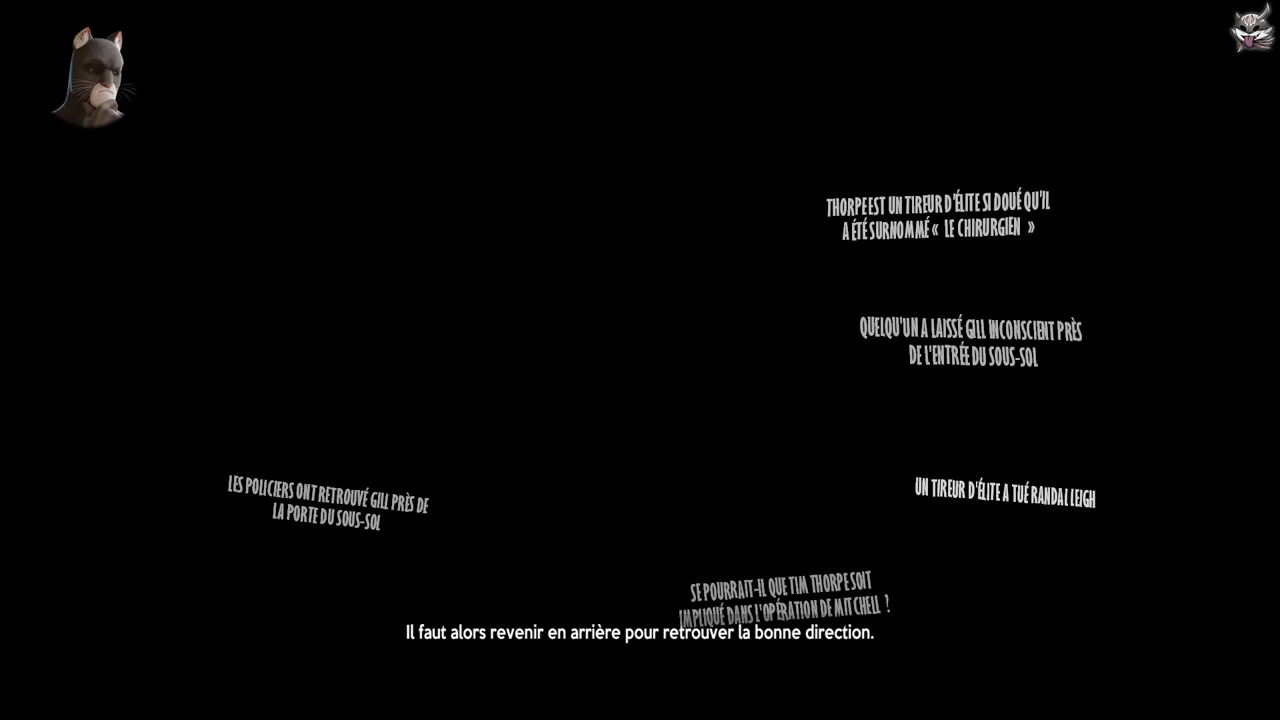 THORPE EST UN TIREUR D'ÉLITE SI DOUÉ QU'IL
A ÉTÉ SURNOMMÉ « LE CHIRURGIEN »
QUELQU'UN A LAISSÉ GILL INCONSCIENT PRÈS
DE L'ENTRÉE DU SOUS-SOL
LES POLICIERS ONT RETROUVÉ GILL PRÈS DE
LA PORTE DU SOUS-SOL
UN TIREUR D'ÉLITE A TUÉ RANDAL LEIGH
SE POURRAIT-IL QUE TIM THORPE SOIT
IMPLIQUÉ DANS L'OPÉRATION DE MITCHELL ?
Il faut alors revenir en arrière pour retrouver la bonne direction.